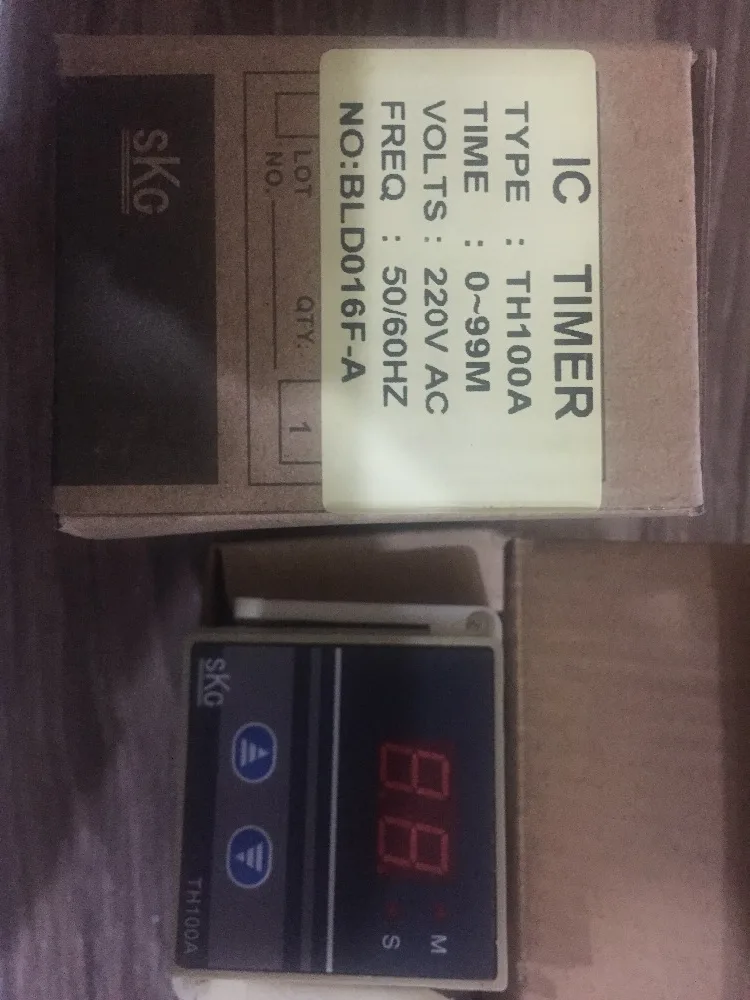 IC TIMER
TYPE : TH100A
TIME : 0~99M
VOLTS : 220V AC
FREQ : 50/60HZ
NO:BLD016F-A
LOT NO.
QTY: 1
sKg
88
M
S
sKg
TH100A